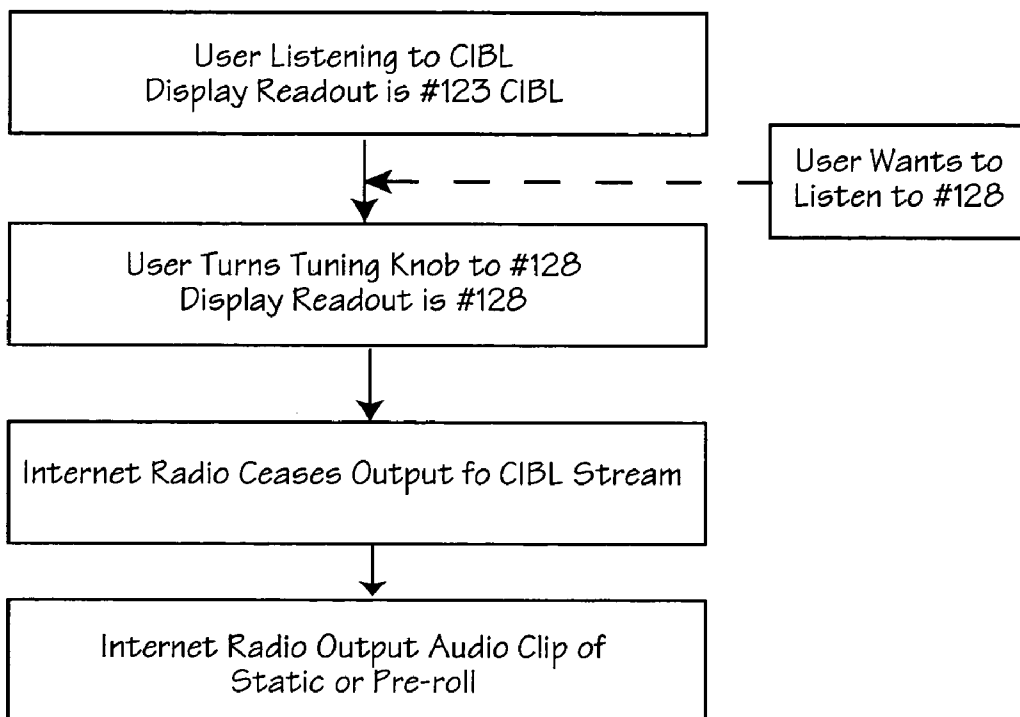 User Listening to CIBL
Display Readout is #123 CIBL
User Wants to
Listen to #128
User Turns Tuning Knob to #128
Display Readout is #128
Internet Radio Ceases Output fo CIBL Stream
Internet Radio Output Audio Clip of
Static or Pre-roll